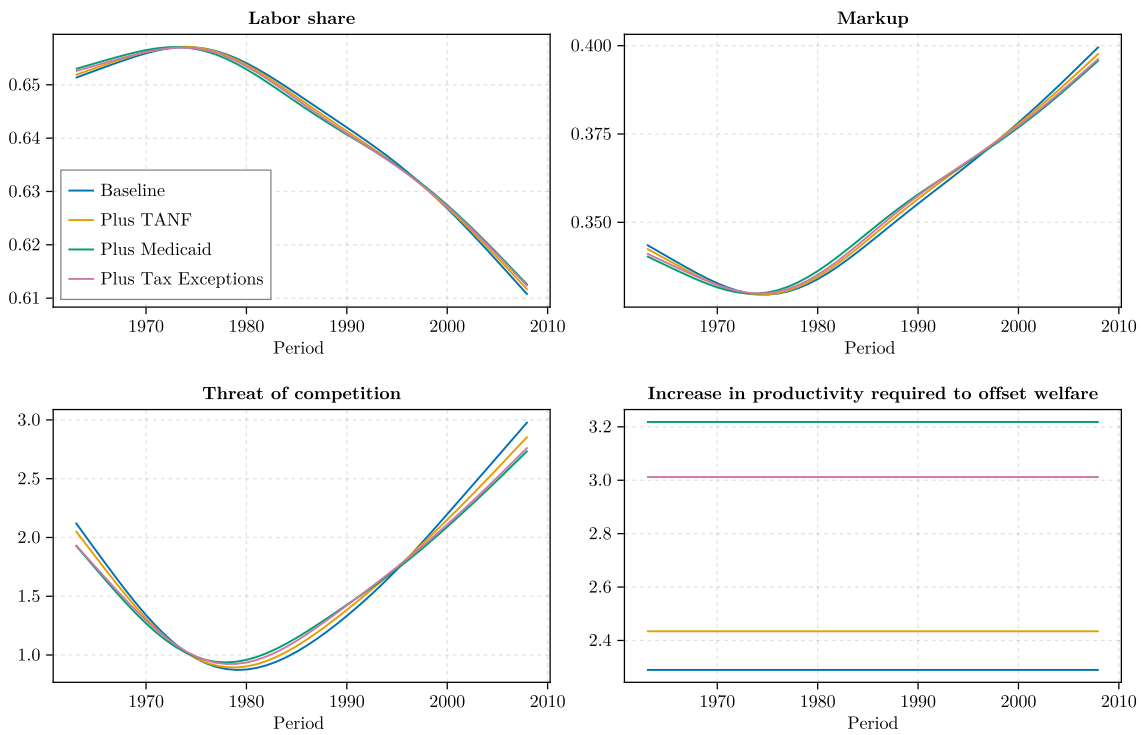 Labor share
0.65
0.64
0.63
0.62
0.61
Baseline
Plus TANF
Plus Medicaid
Plus Tax Exceptions
1970 1980 1990 2000 2010
Period
Markup
0.400
0.375
0.350
1970 1980 1990 2000 2010
Period
Threat of competition
3.0
2.5
2.0
1.5
1.0
1970 1980 1990 2000 2010
Period
Increase in productivity required to offset welfare
3.2
3.0
2.8
2.6
2.4
1970 1980 1990 2000 2010
Period